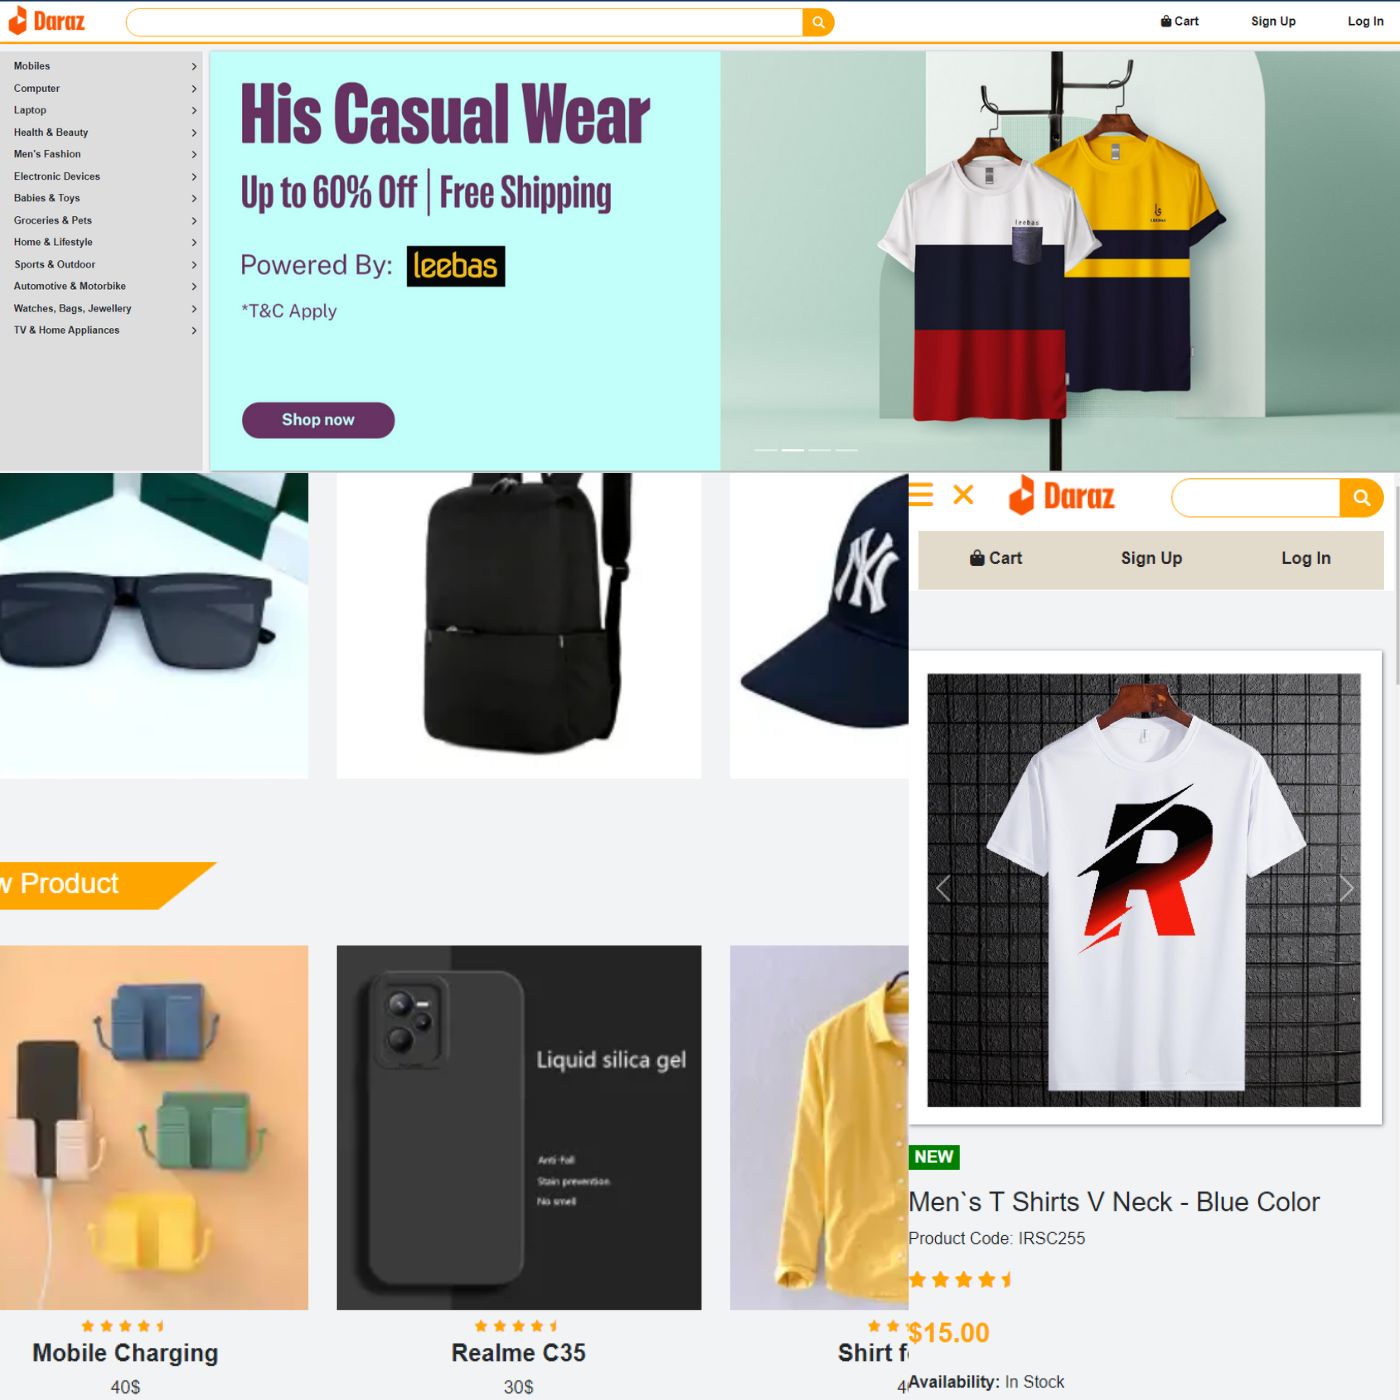 Daraz
Cart
Sign Up
Log In
Mobiles
Computer
Laptop
Health & Beauty
Men's Fashion
Electronic Devices
Babies & Toys
Groceries & Pets
Home & Lifestyle
Sports & Outdoor
Automotive & Motorbike
Watches, Bags, Jewellery
TV & Home Appliances
His Casual Wear
Up to 60% Off | Free Shipping
Powered By: leebas
*T&C Apply
Shop now
leebas
LEEBAS
NY
Product
Liquid silica gel
Anti-Fall
Stain prevention
No smell
Mobile Charging
40$
Realme C35
30$
Shirt
Daraz
Cart
Sign Up
Log In
R
NEW
Men`s T Shirts V Neck - Blue Color
Product Code: IRSC255
$15.00
Availability: In Stock